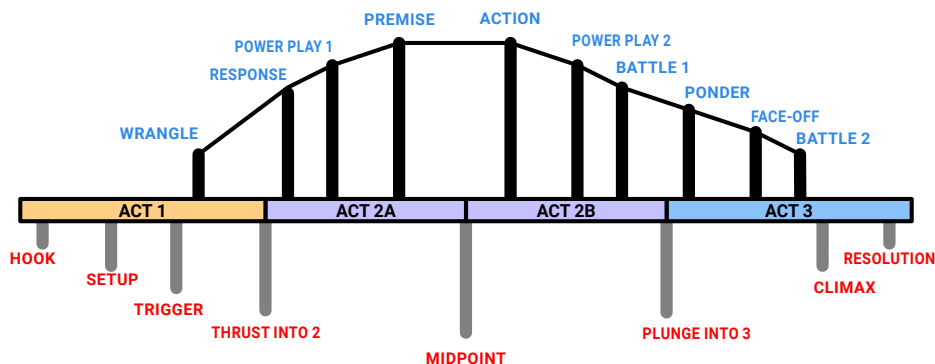 PREMISE
ACTION
POWER PLAY 1
POWER PLAY 2
RESPONSE
BATTLE 1
PONDER
FACE-OFF
WRANGLE
BATTLE 2
ACT 1
ACT 2A
ACT 2B
ACT 3
HOOK
RESOLUTION
SETUP
CLIMAX
TRIGGER
THRUST INTO 2
PLUNGE INTO 3
MIDPOINT